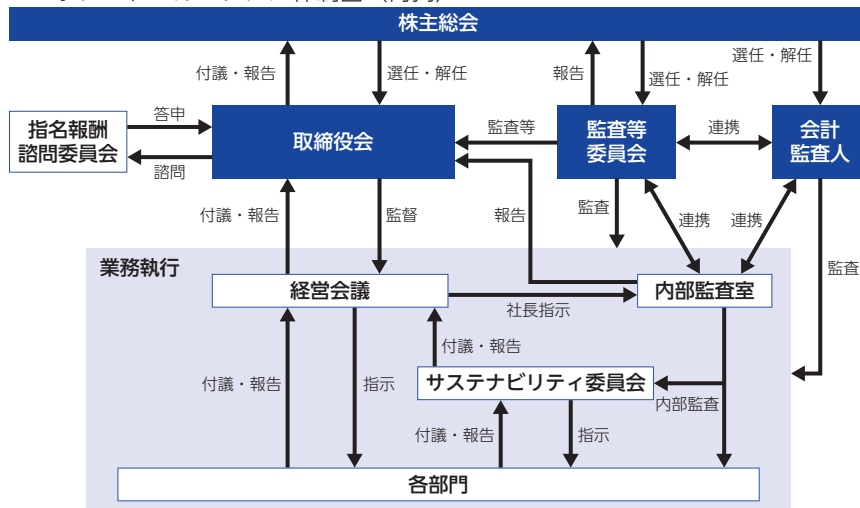 株主総会
付議・報告
選任・解任
報告
選任・解任
選任・解任
指名報酬
諮問委員会
答申
諮問
取締役会
監査等
監査等
委員会
連携
会計
監査人
付議・報告
監督
報告
監査
連携
連携
監査
業務執行
経営会議
社長指示
内部監査室
付議・報告
付議・報告
指示
サステナビリティ委員会
内部監査
付議・報告
指示
各部門